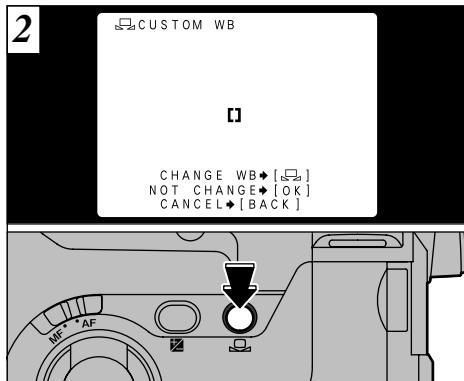 2
CUSTOM WB
CHANGE WB➧[ ]
NOT CHANGE➧[OK]
CANCEL➧[BACK]
MF • • AF